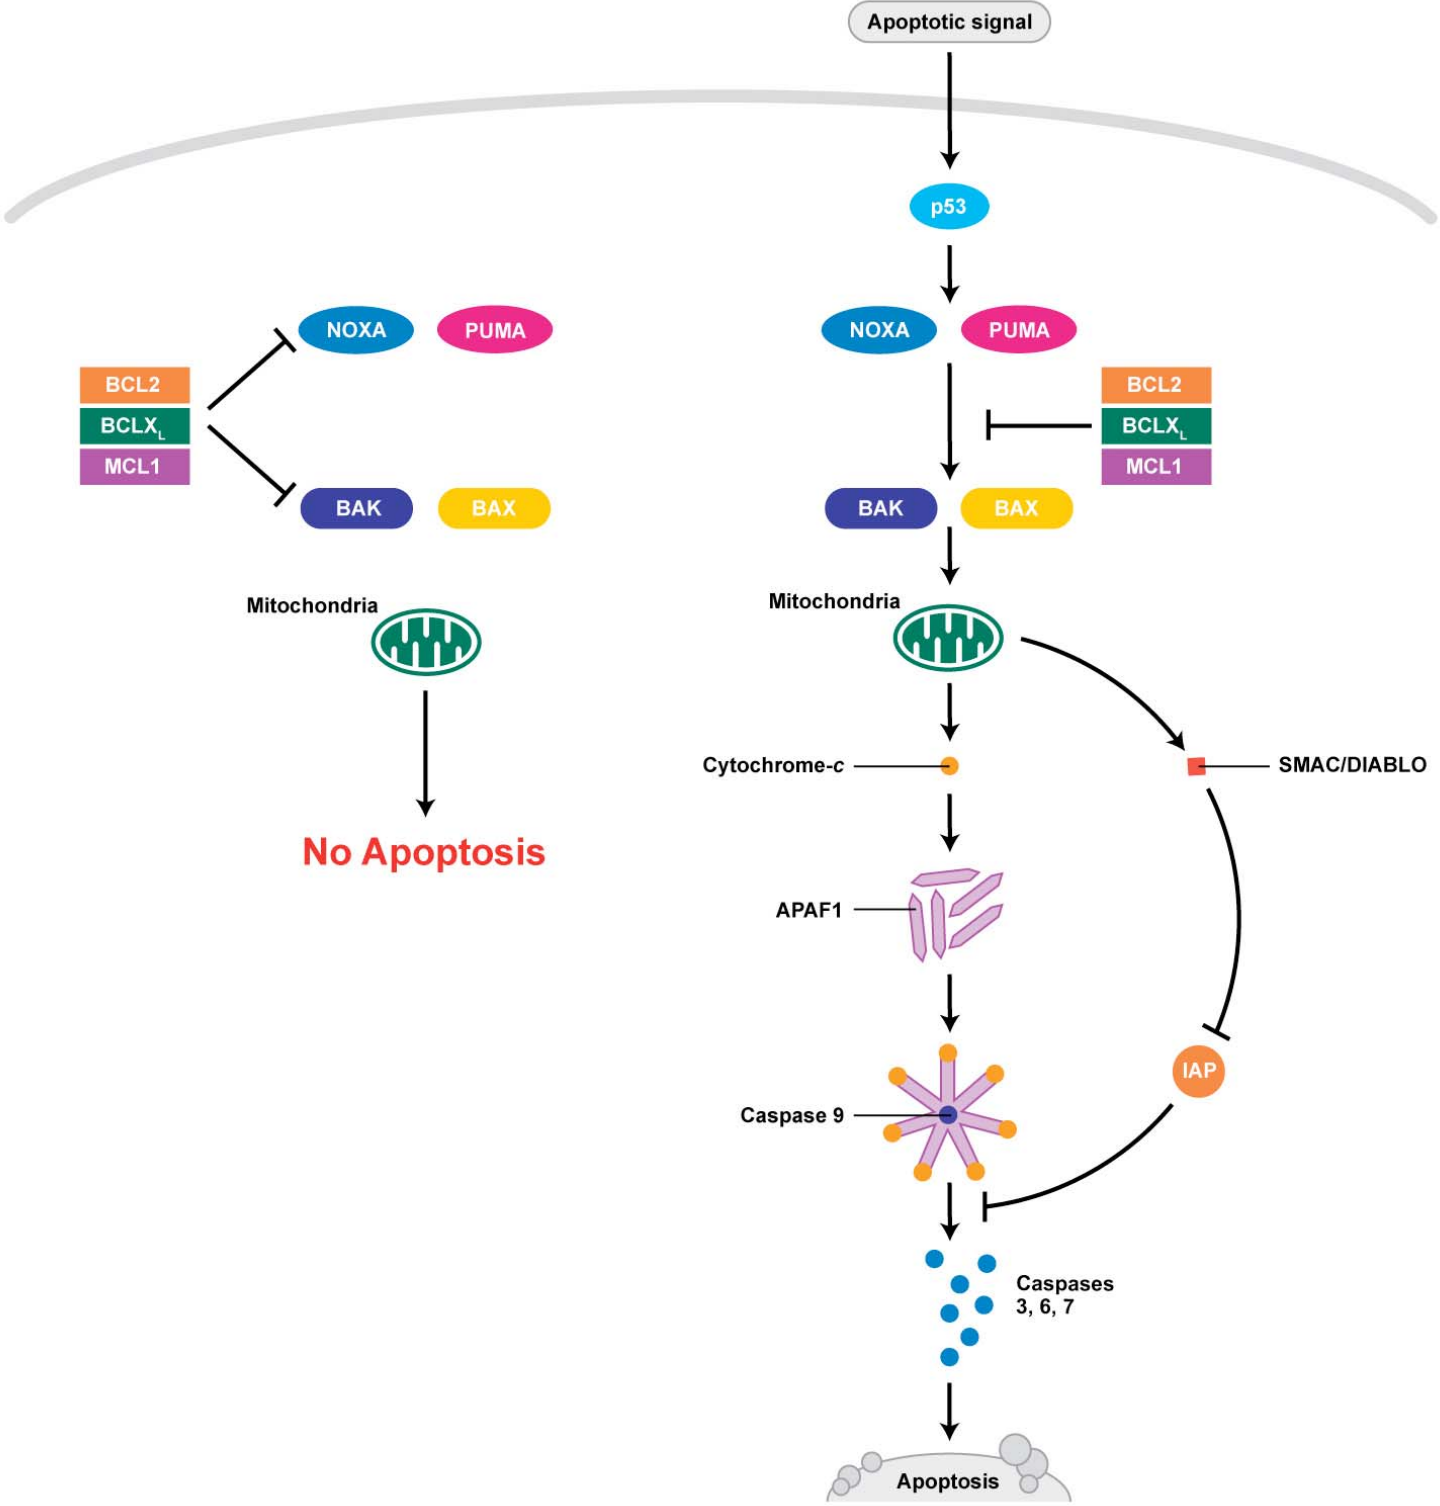 Apoptotic signal
p53
NOXA
PUMA
NOXA
PUMA
BCL2
BCLXL
MCL1
BCL2
BCLXL
MCL1
BAK
BAX
BAK
BAX
Mitochondria
Mitochondria
Cytochrome-c
SMAC/DIABLO
No Apoptosis
APAF1
IAP
Caspase 9
Caspases
3, 6, 7
Apoptosis